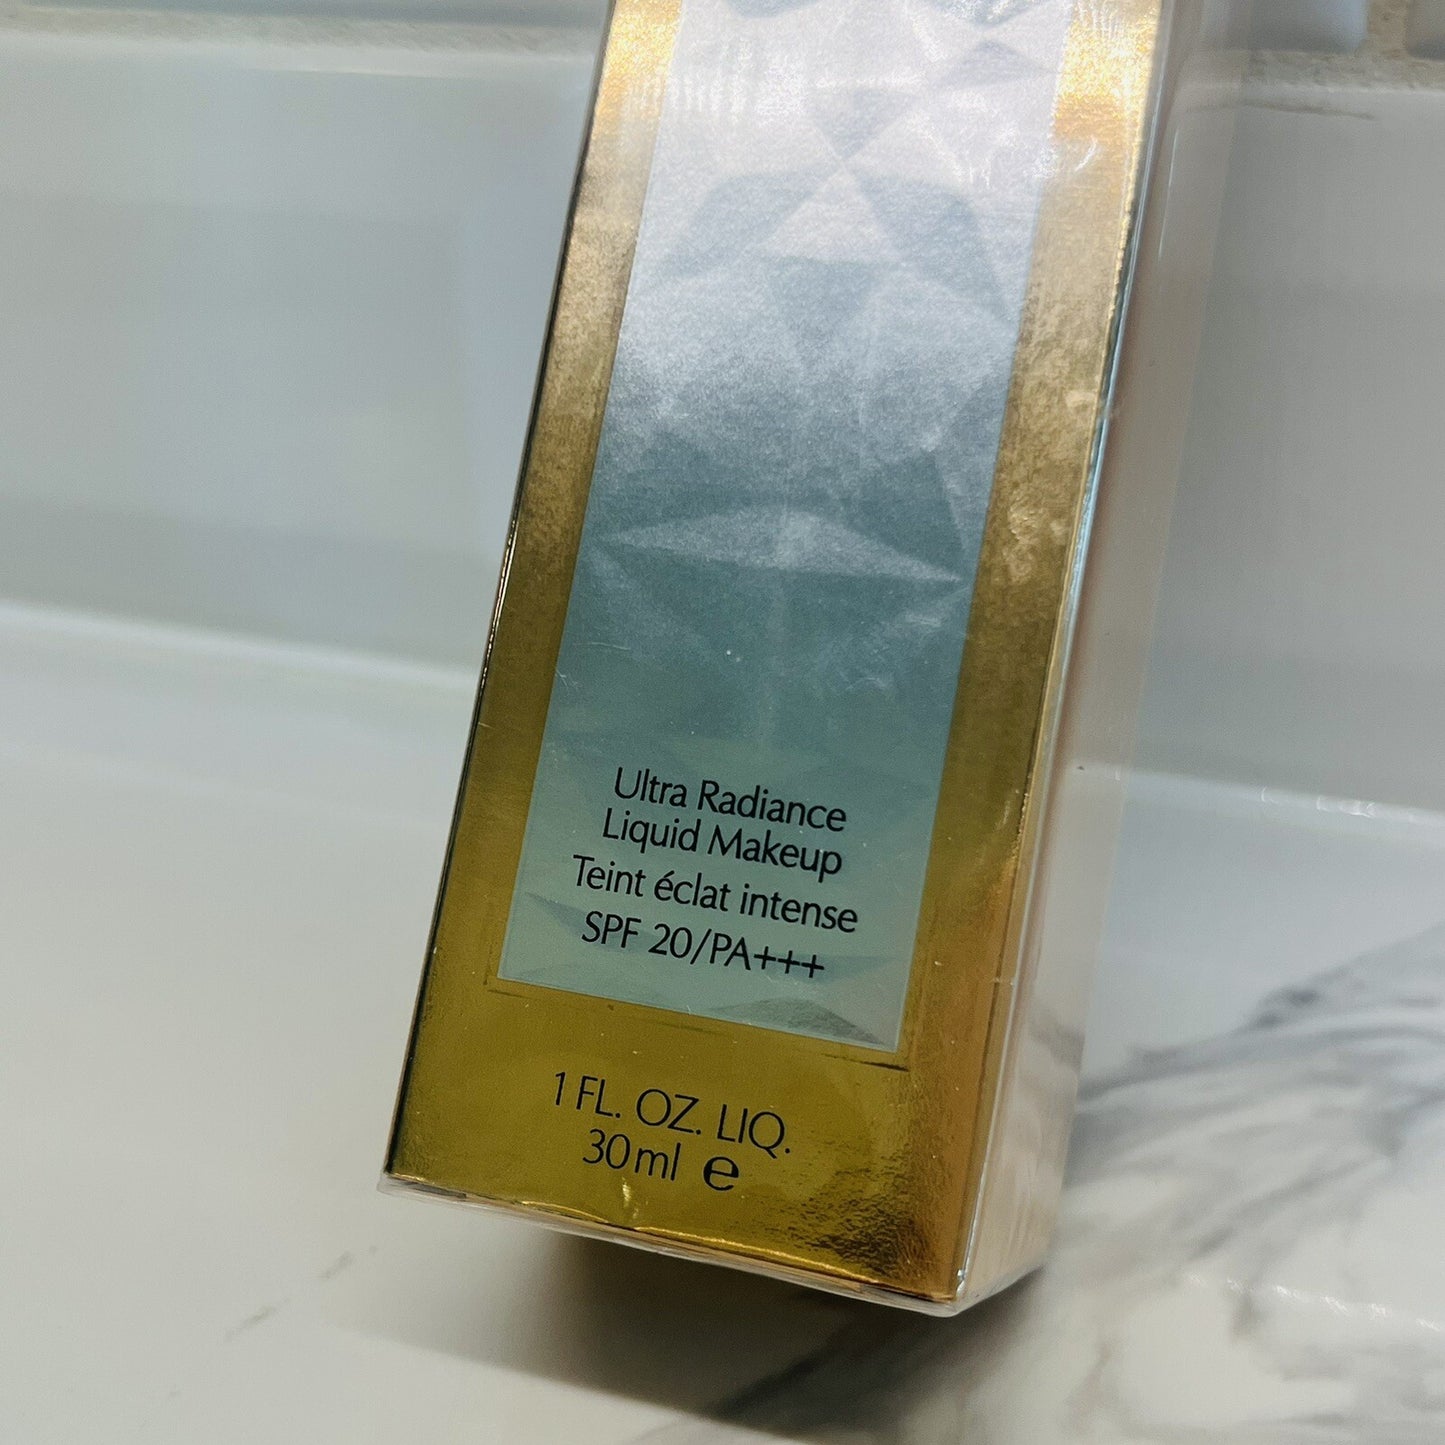 Ultra Radiance
Liquid Makeup
Teint éclat intense
SPF 20/PA+++
1 FL. OZ. LIQ.
30ml ℮